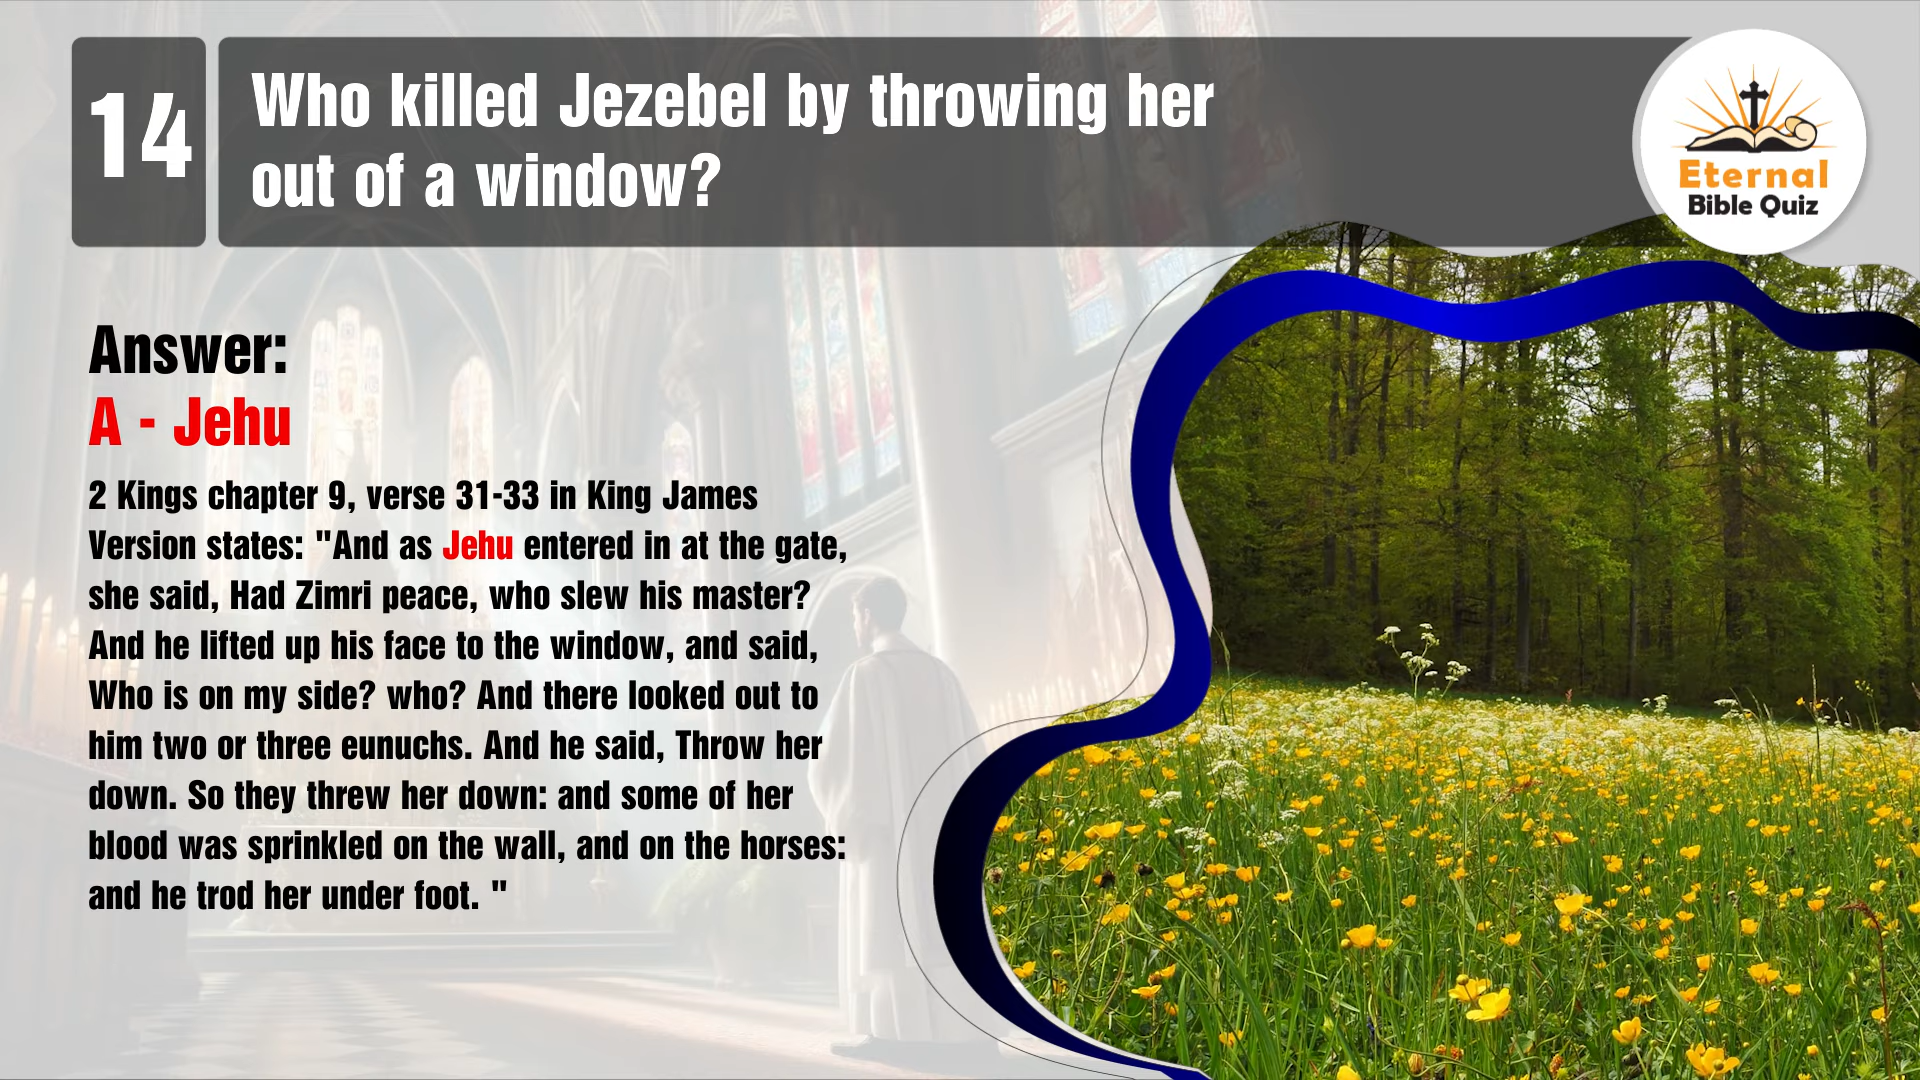 14
Who killed Jezebel by throwing her
out of a window?
Eternal
Bible Quiz
Answer:
A - Jehu
2 Kings chapter 9, verse 31-33 in King James
Version states: "And as Jehu entered in at the gate,
she said, Had Zimri peace, who slew his master?
And he lifted up his face to the window, and said,
Who is on my side? who? And there looked out to
him two or three eunuchs. And he said, Throw her
down. So they threw her down: and some of her
blood was sprinkled on the wall, and on the horses:
and he trod her under foot. "